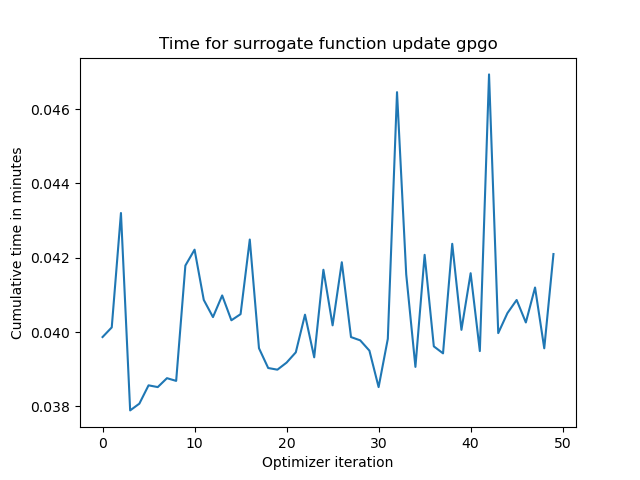 Time for surrogate function update gpgo
Cumulative time in minutes
0.046
0.044
0.042
0.040
0.038
0 10 20 30 40 50
Optimizer iteration